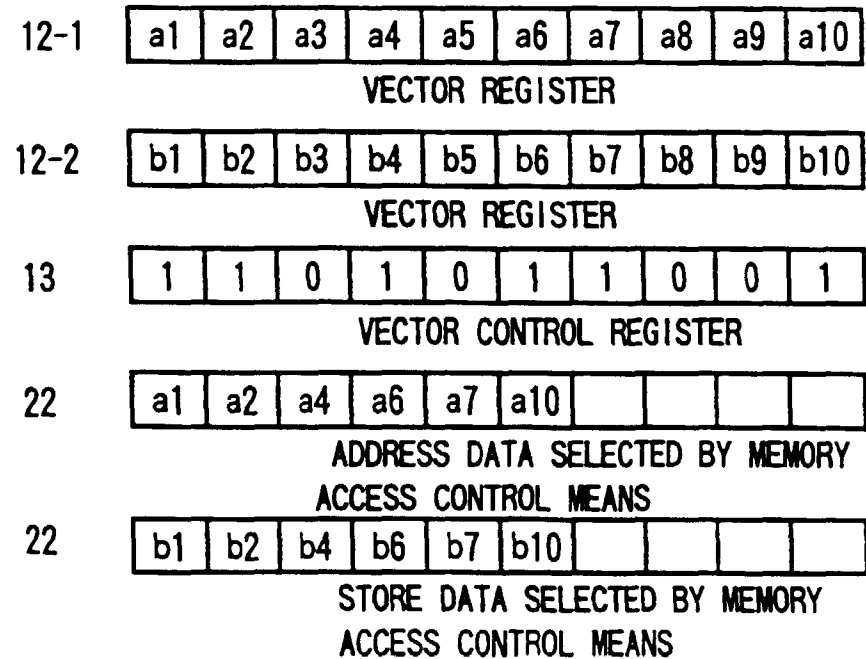 12-1 a1 a2 a3 a4 a5 a6 a7 a8 a9 a10
VECTOR REGISTER
12-2 b1 b2 b3 b4 b5 b6 b7 b8 b9 b10
VECTOR REGISTER
13 1 1 0 1 0 1 1 0 0 1
VECTOR CONTROL REGISTER
22 a1 a2 a4 a6 a7 a10
ADDRESS DATA SELECTED BY MEMORY
ACCESS CONTROL MEANS
22 b1 b2 b4 b6 b7 b10
STORE DATA SELECTED BY MEMORY
ACCESS CONTROL MEANS